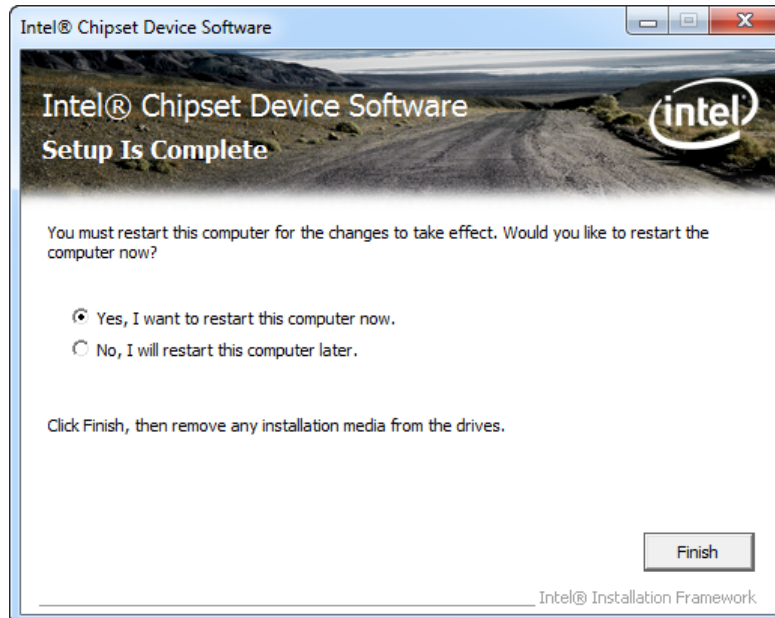 Intel® Chipset Device Software
Intel® Chipset Device Software
Setup Is Complete
intel
You must restart this computer for the changes to take effect. Would you like to restart the
computer now?
Yes, I want to restart this computer now.
No, I will restart this computer later.
Click Finish, then remove any installation media from the drives.
Finish
Intel® Installation Framework